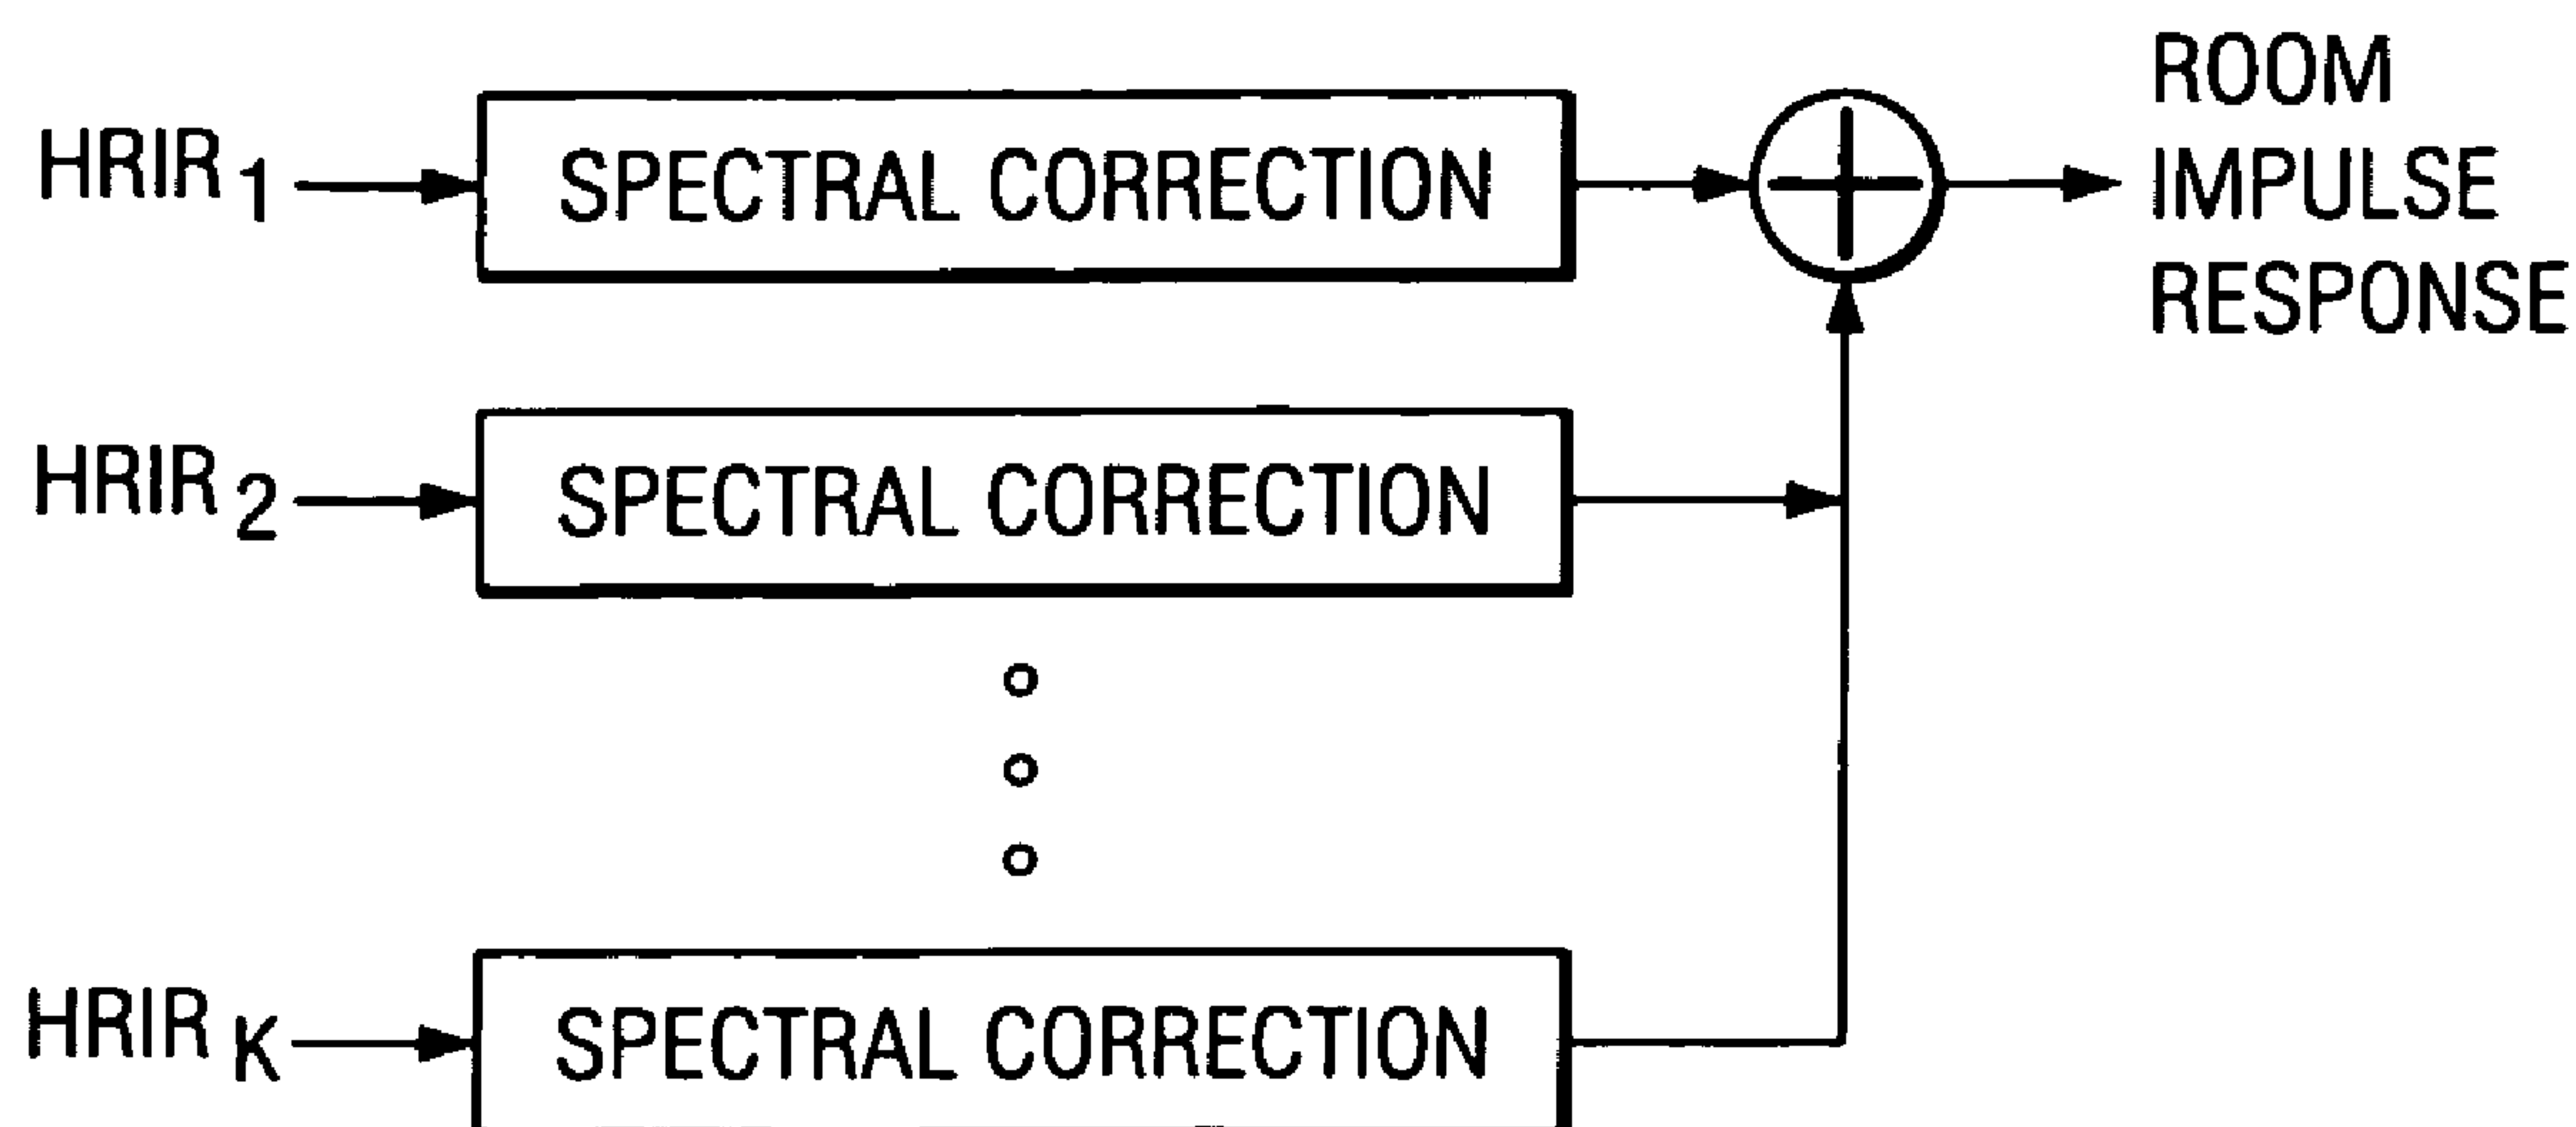 HRIR 1
SPECTRAL CORRECTION
ROOM
IMPULSE
RESPONSE
HRIR 2
SPECTRAL CORRECTION
HRIR K
SPECTRAL CORRECTION